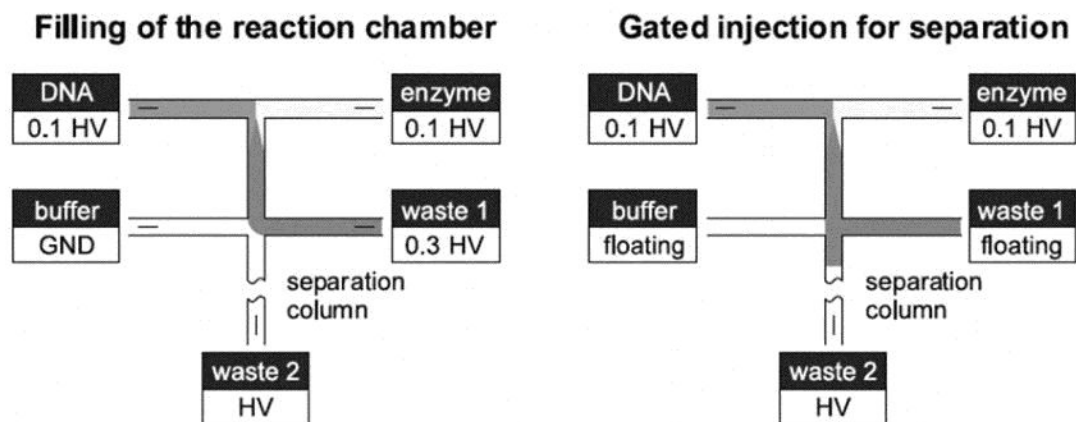 Filling of the reaction chamber
DNA
0.1 HV
enzyme
0.1 HV
buffer
GND
waste 1
0.3 HV
separation
column
waste 2
HV
Gated injection for separation
DNA
0.1 HV
enzyme
0.1 HV
buffer
floating
waste 1
floating
separation
column
waste 2
HV